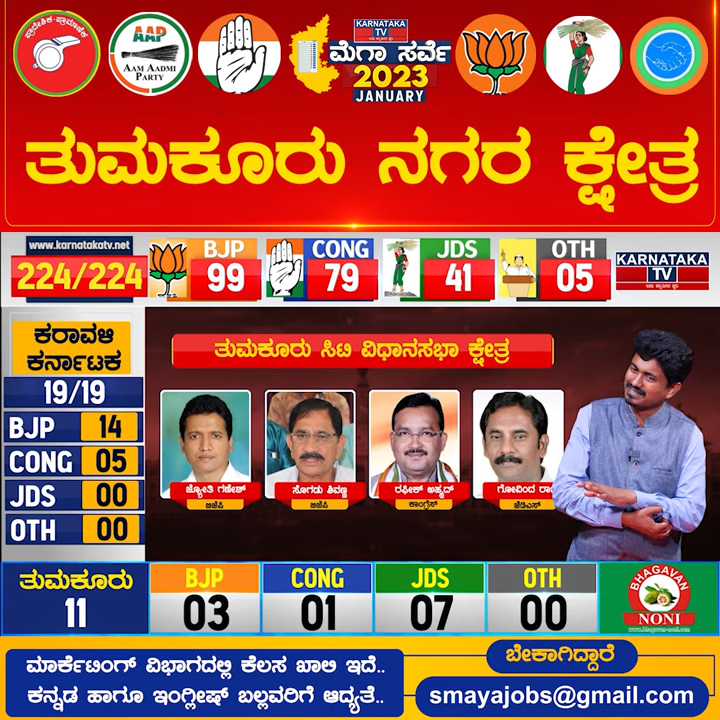 ಪ್ರಾದೇಶಿಕ-ಪ್ರಾಮಾಣಿಕ
AAP
AAM AADMI
PARTY
KARNATAKA
TV
ಮೆಗಾ ಸರ್ವೆ
2023
JANUARY
ತುಮಕೂರು ನಗರ ಕ್ಷೇತ್ರ
www.karnatakatv.net
224/224
BJP
99
CONG
79
JDS
41
OTH
05
KARNATAKA
TV
ಕರಾವಳಿ
ಕರ್ನಾಟಕ
19/19
BJP 14
CONG 05
JDS 00
OTH 00
ತುಮಕೂರು ಸಿಟಿ ವಿಧಾನಸಭಾ ಕ್ಷೇತ್ರ
ಜ್ಯೋತಿ ಗಣೇಶ್
ಬಿಜೆಪಿ
ಸೊಗಡು ಶಿವಣ್ಣ
ಬಿಜೆಪಿ
ರಫೀಕ್ ಅಹ್ಮದ್
ಕಾಂಗ್ರೆಸ್
ಗೋವಿಂದ
ಜೆಡಿಎಸ್
ತುಮಕೂರು
11
BJP
03
CONG
01
JDS
07
OTH
00
BHAGAVAN
NONI
ಮಾರ್ಕೆಟಿಂಗ್ ವಿಭಾಗದಲ್ಲಿ ಕೆಲಸ ಖಾಲಿ ಇದೆ..
ಕನ್ನಡ ಹಾಗೂ ಇಂಗ್ಲೀಷ್ ಬಲ್ಲವರಿಗೆ ಆದ್ಯತೆ..
ಬೇಕಾಗಿದ್ದಾರೆ
smayajobs@gmail.com